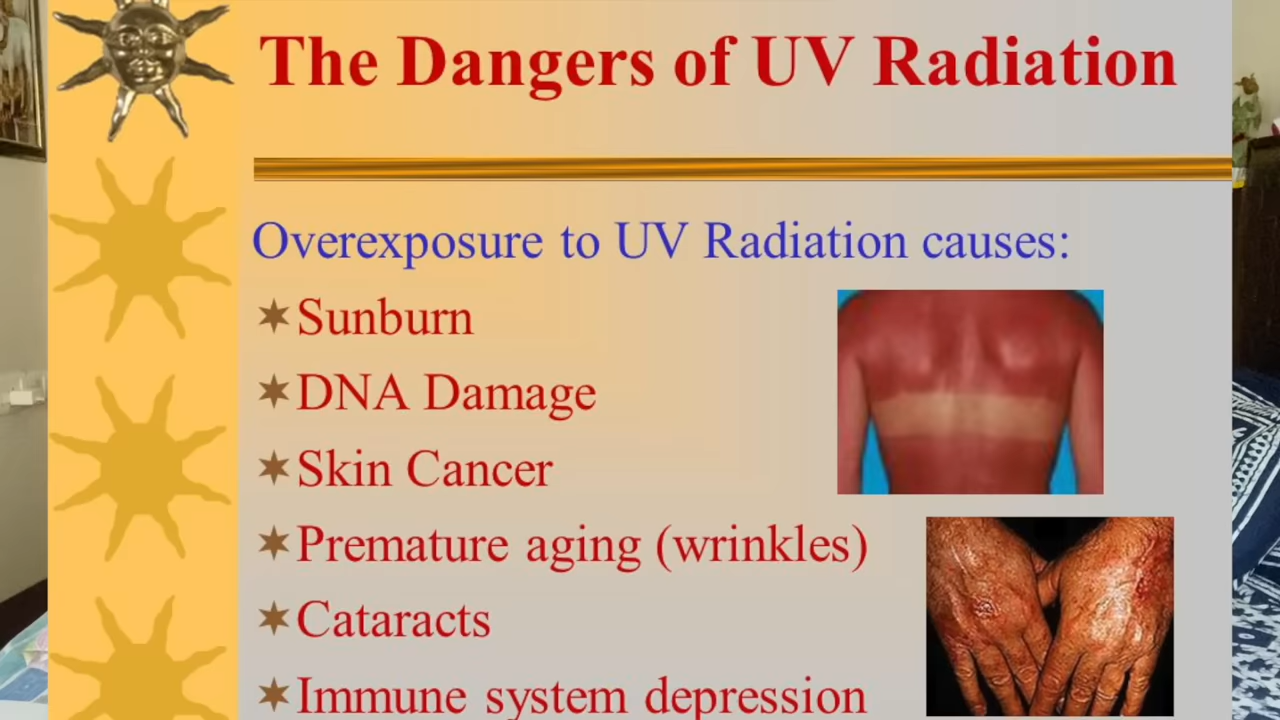 The Dangers of UV Radiation
Overexposure to UV Radiation causes:
Sunburn
DNA Damage
Skin Cancer
Premature aging (wrinkles)
Cataracts
Immune system depression